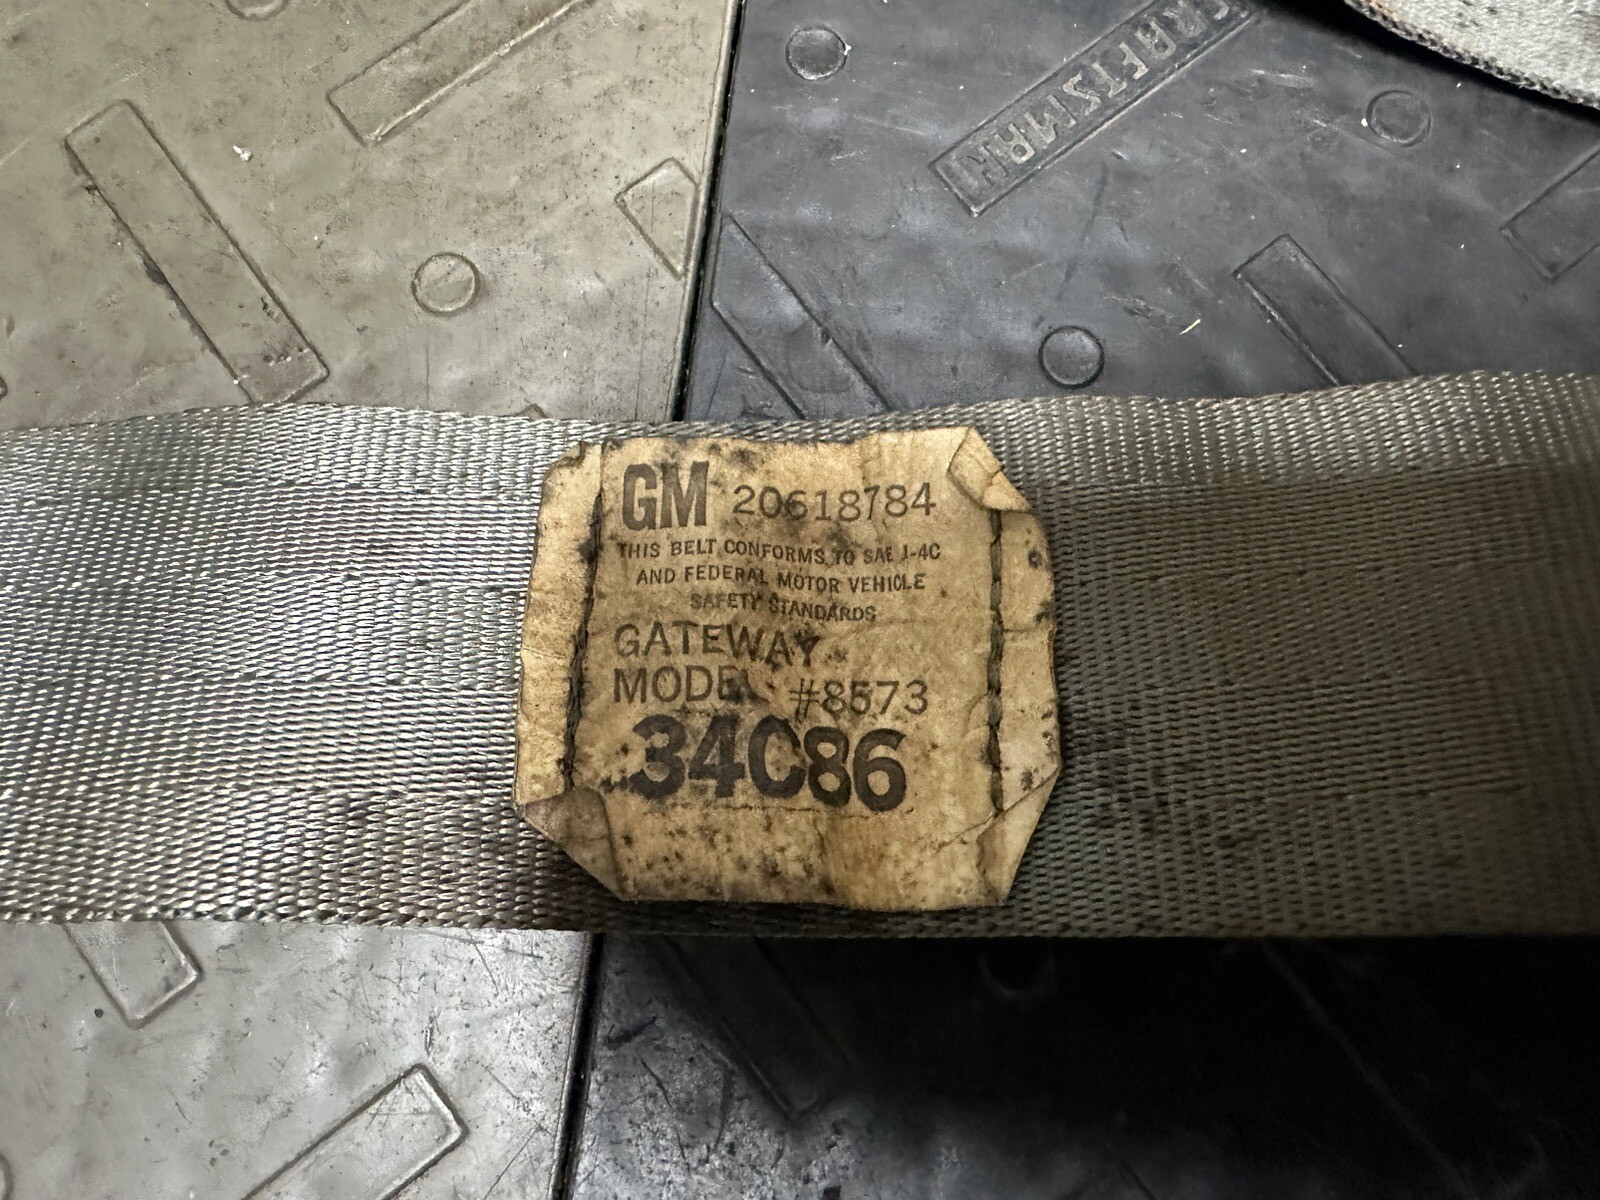 CRAFTSMAN
GM 20618784
THIS BELT CONFORMS TO SAE J-4C
AND FEDERAL MOTOR VEHICLE
SAFETY STANDARDS
GATEWAY
MODEL #8573
34C86